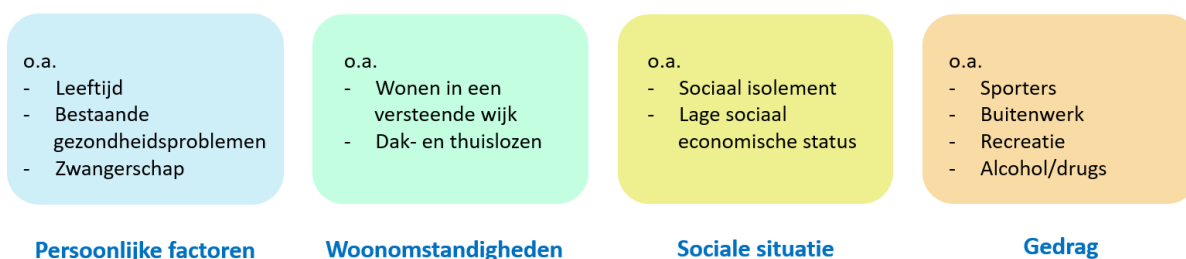 o.a.
- Leeftijd
- Bestaande
gezondheidsproblemen
- Zwangerschap
Persoonlijke factoren
o.a.
- Wonen in een
versteende wijk
- Dak- en thuislozen
Woonomstandigheden
o.a.
- Sociaal isolement
- Lage sociaal
economische status
Sociale situatie
o.a.
- Sporters
- Buitenwerk
- Recreatie
- Alcohol/drugs
Gedrag